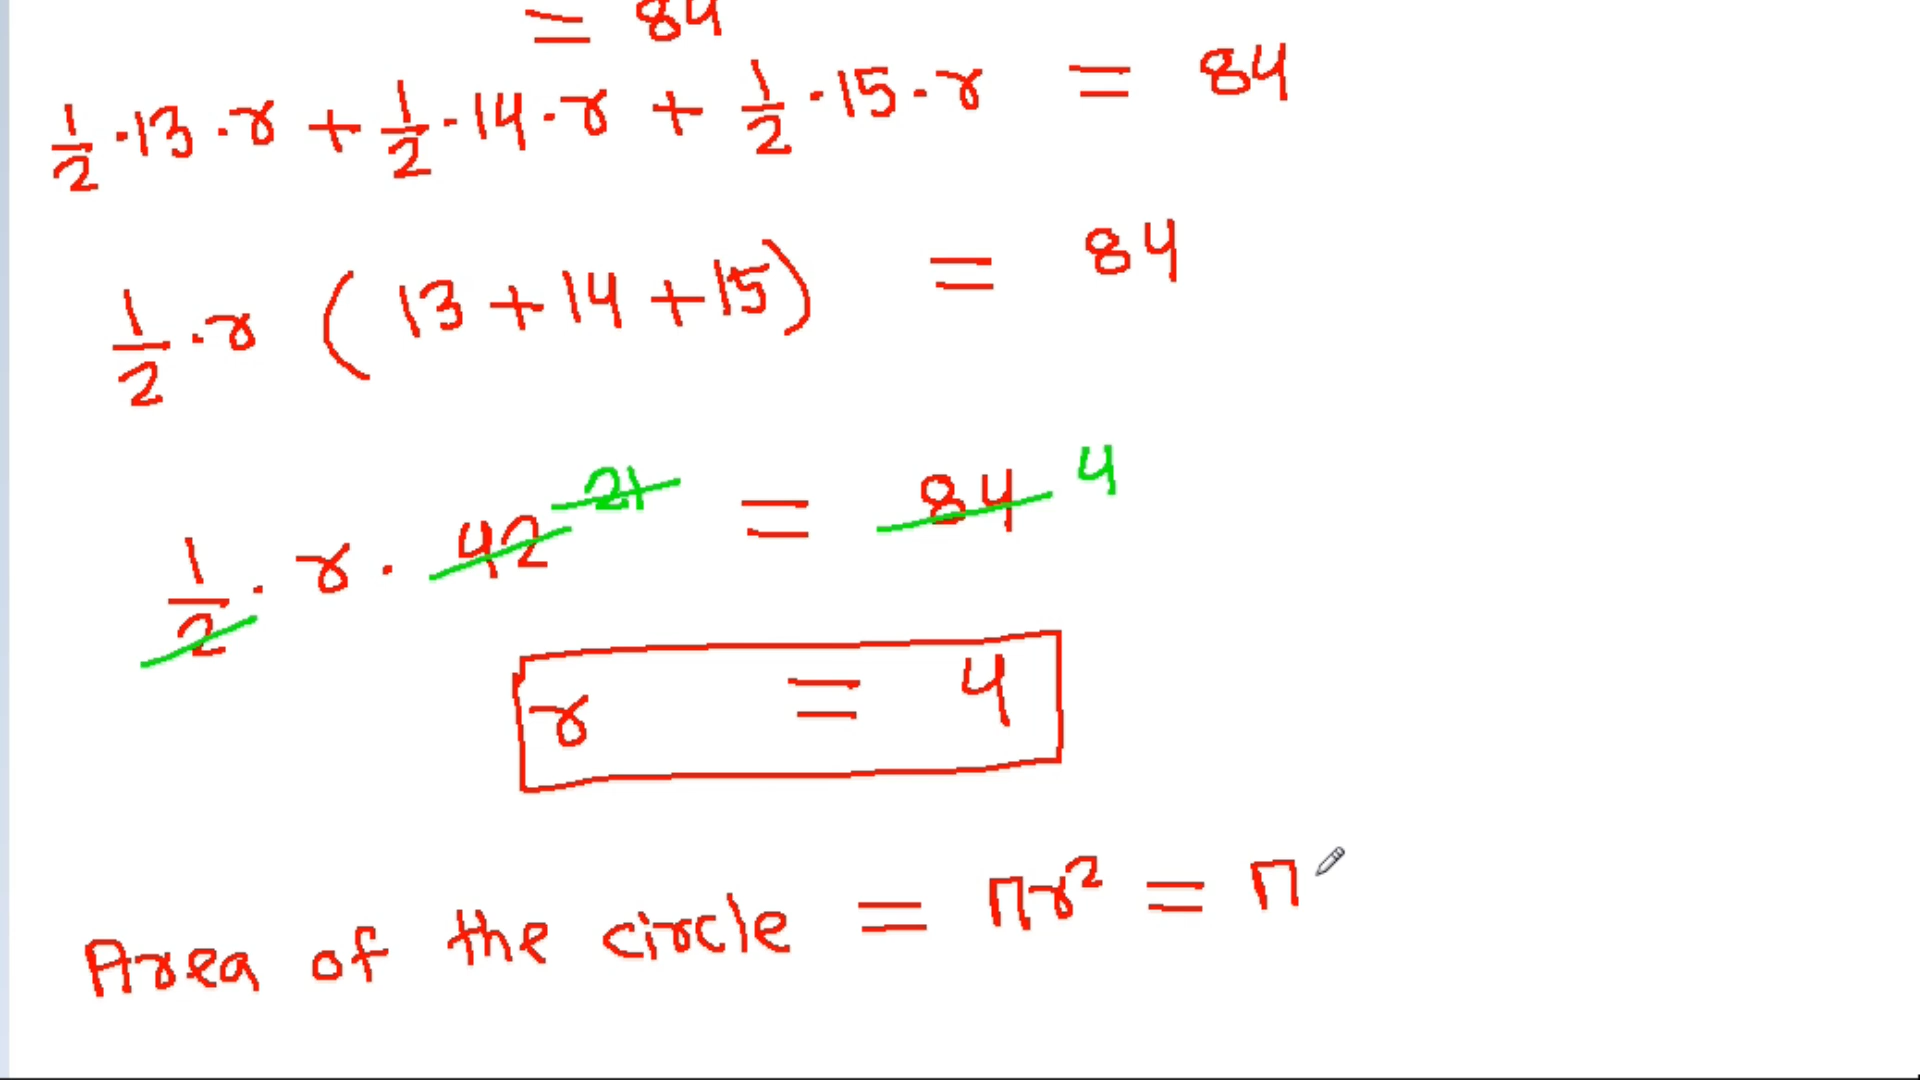 = 84
1/2 · 13 · r + 1/2 · 14 · r + 1/2 · 15 · r = 84
1/2 · r ( 13 + 14 + 15 ) = 84
1/2 · r · 42 21 = 84 4
r = 4
Area of the circle = πr² = π